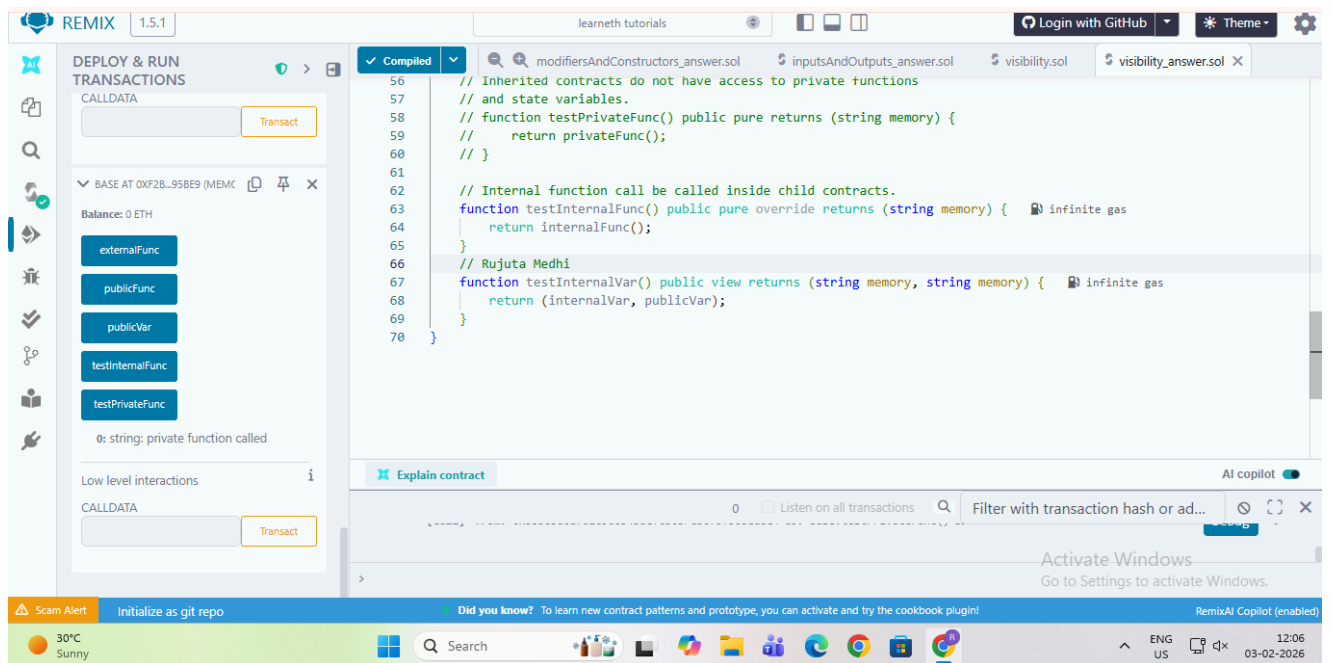 REMIX 1.5.1 learneth tutorials Login with GitHub Theme
DEPLOY & RUN
TRANSACTIONS
CALLDATA
Transact
BASE AT 0XF2B...95BE9 (MEMC
Balance: 0 ETH
externalFunc
publicFunc
publicVar
testInternalFunc
testPrivateFunc
0: string: private function called
Low level interactions i
CALLDATA
Transact
Compiled modifiersAndConstructors_answer.sol inputsAndOutputs_answer.sol visibility.sol visibility_answer.sol
56 // Inherited contracts do not have access to private functions
57 // and state variables.
58 // function testPrivateFunc() public pure returns (string memory) {
59 // return privateFunc();
60 // }
61
62 // Internal function call be called inside child contracts.
63 function testInternalFunc() public pure override returns (string memory) { infinite gas
64 return internalFunc();
65 }
66 // Rujuta Medhi
67 function testInternalVar() public view returns (string memory, string memory) { infinite gas
68 return (internalVar, publicVar);
69 }
70 }
Explain contract AI copilot
0 Listen on all transactions Filter with transaction hash or ad...
Debug
>
Activate Windows
Go to Settings to activate Windows.
Scam Alert Initialize as git repo Did you know? To learn new contract patterns and prototype, you can activate and try the cookbook plugin! RemixAI Copilot (enabled)
30°C
Sunny
Search
ENG
US
12:06
03-02-2026